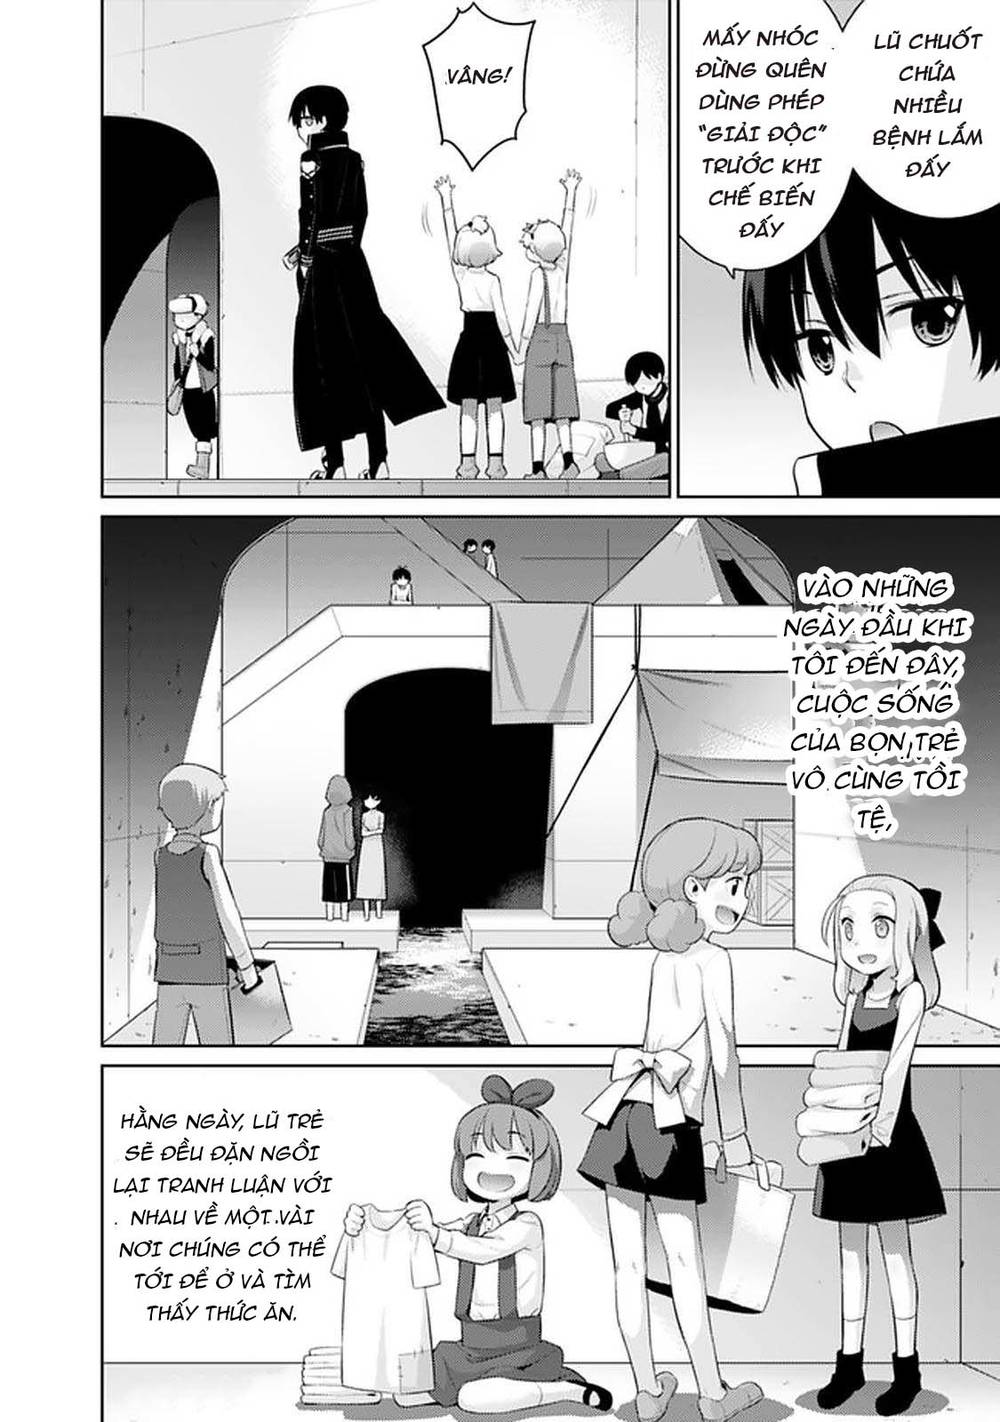 LŨ CHUỘT
CHỨA
NHIỀU
BỆNH LẮM
ĐẤY
MẤY NHÓC
ĐỪNG QUÊN
DÙNG PHÉP
"GIẢI ĐỘC"
TRƯỚC KHI
CHẾ BIẾN
ĐẤY
VÂNG!
VÀO NHỮNG
NGÀY ĐẦU KHI
TÔI ĐẾN ĐÂY,
CUỘC SỐNG
CỦA BỌN TRẺ
VÔ CÙNG TỒI
TỆ,
HẰNG NGÀY, LŨ TRẺ
SẼ ĐỀU ĐẶN NGỒI
LẠI TRANH LUẬN VỚI
NHAU VỀ MỘT VÀI
NƠI CHÚNG CÓ THỂ
TỚI ĐỂ Ở VÀ TÌM
THẤY THỨC ĂN.